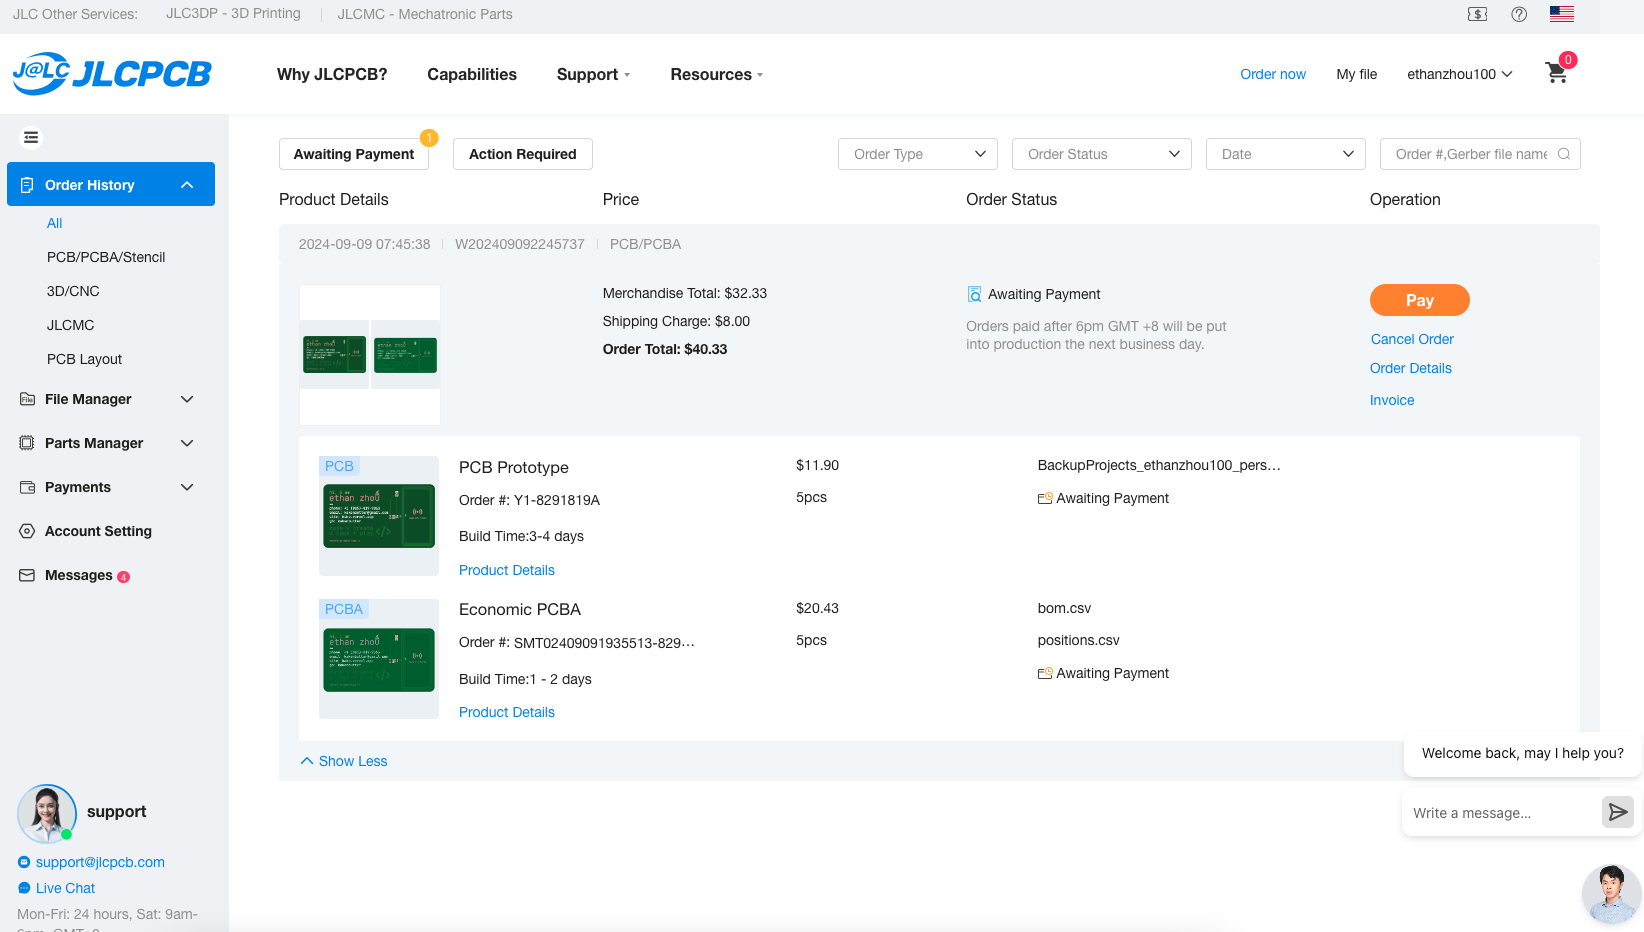 JLC Other Services:
JLC3DP - 3D Printing
JLCMC - Mechatronic Parts
J@LC JLCPCB
Why JLCPCB?
Capabilities
Support
Resources
Order now
My file
ethanzhou100
0
Order History
All
PCB/PCBA/Stencil
3D/CNC
JLCMC
PCB Layout
File Manager
Parts Manager
Payments
Account Setting
Messages 4
support
support@jlcpcb.com
Live Chat
Mon-Fri: 24 hours, Sat: 9am-
Awaiting Payment
1
Action Required
Order Type
Order Status
Date
Order #,Gerber file name
Product Details
Price
Order Status
Operation
2024-09-09 07:45:38
W202409092245737
PCB/PCBA
Merchandise Total: $32.33
Shipping Charge: $8.00
Order Total: $40.33
Awaiting Payment
Orders paid after 6pm GMT +8 will be put
into production the next business day.
Pay
Cancel Order
Order Details
Invoice
PCB
ethan zhou
PCB Prototype
Order #: Y1-8291819A
Build Time:3-4 days
Product Details
$11.90
5pcs
BackupProjects_ethanzhou100_pers...
Awaiting Payment
PCBA
ethan zhou
Economic PCBA
Order #: SMT02409091935513-829...
Build Time:1 - 2 days
Product Details
$20.43
5pcs
bom.csv
positions.csv
Awaiting Payment
Show Less
Welcome back, may I help you?
Write a message...